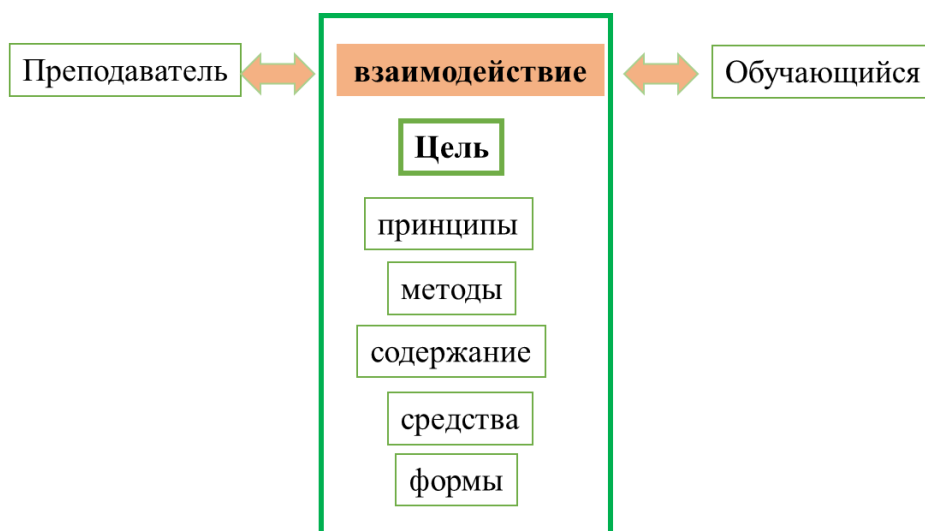 Преподаватель
взаимодействие
Обучающийся
Цель
принципы
методы
содержание
средства
формы